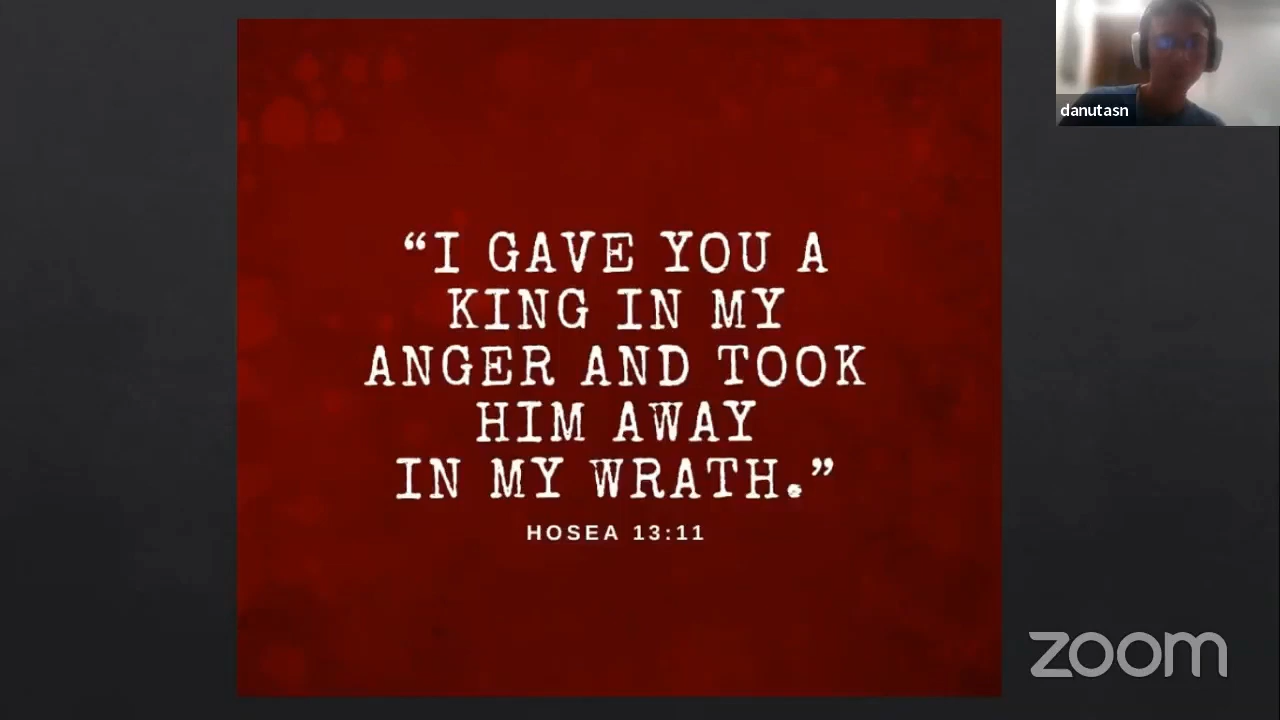 danutasn
“I GAVE YOU A
KING IN MY
ANGER AND TOOK
HIM AWAY
IN MY WRATH.”
HOSEA 13:11
zoom